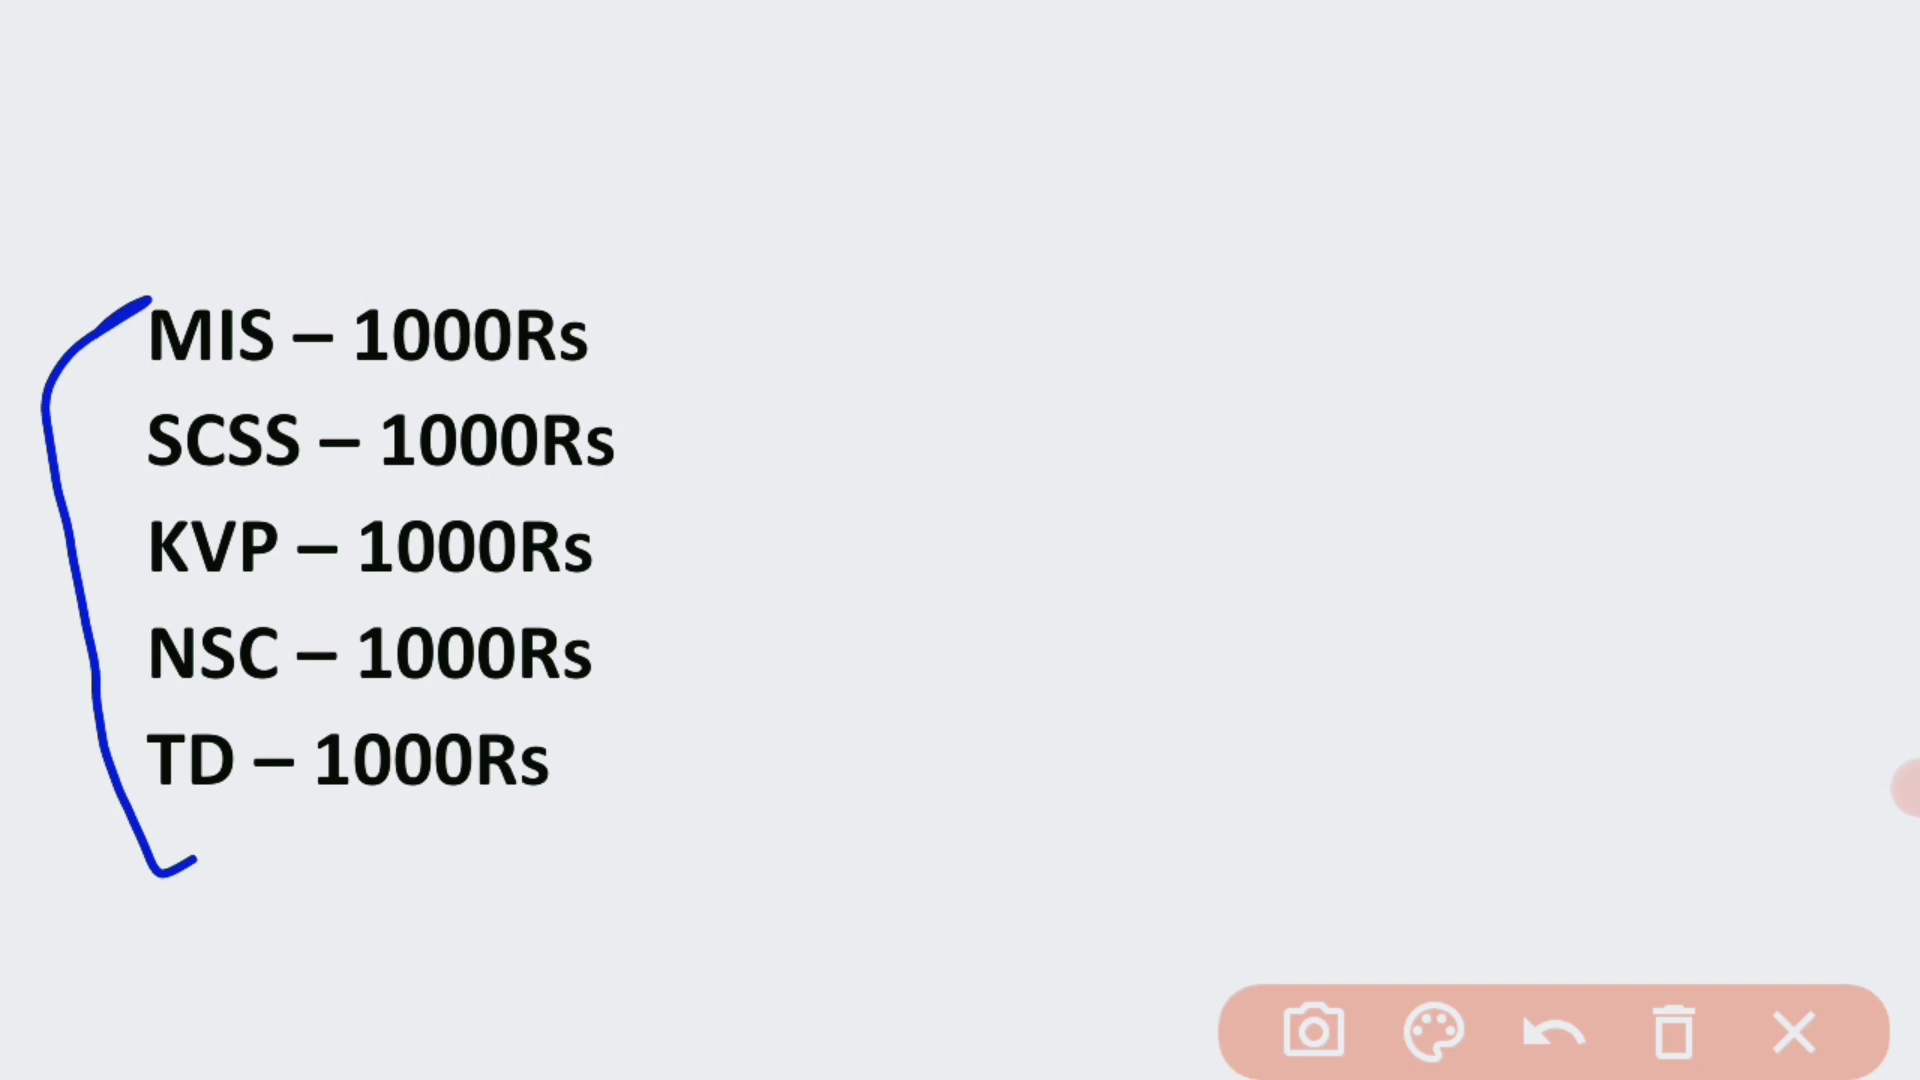 MIS – 1000Rs
SCSS – 1000Rs
KVP – 1000Rs
NSC – 1000Rs
TD – 1000Rs